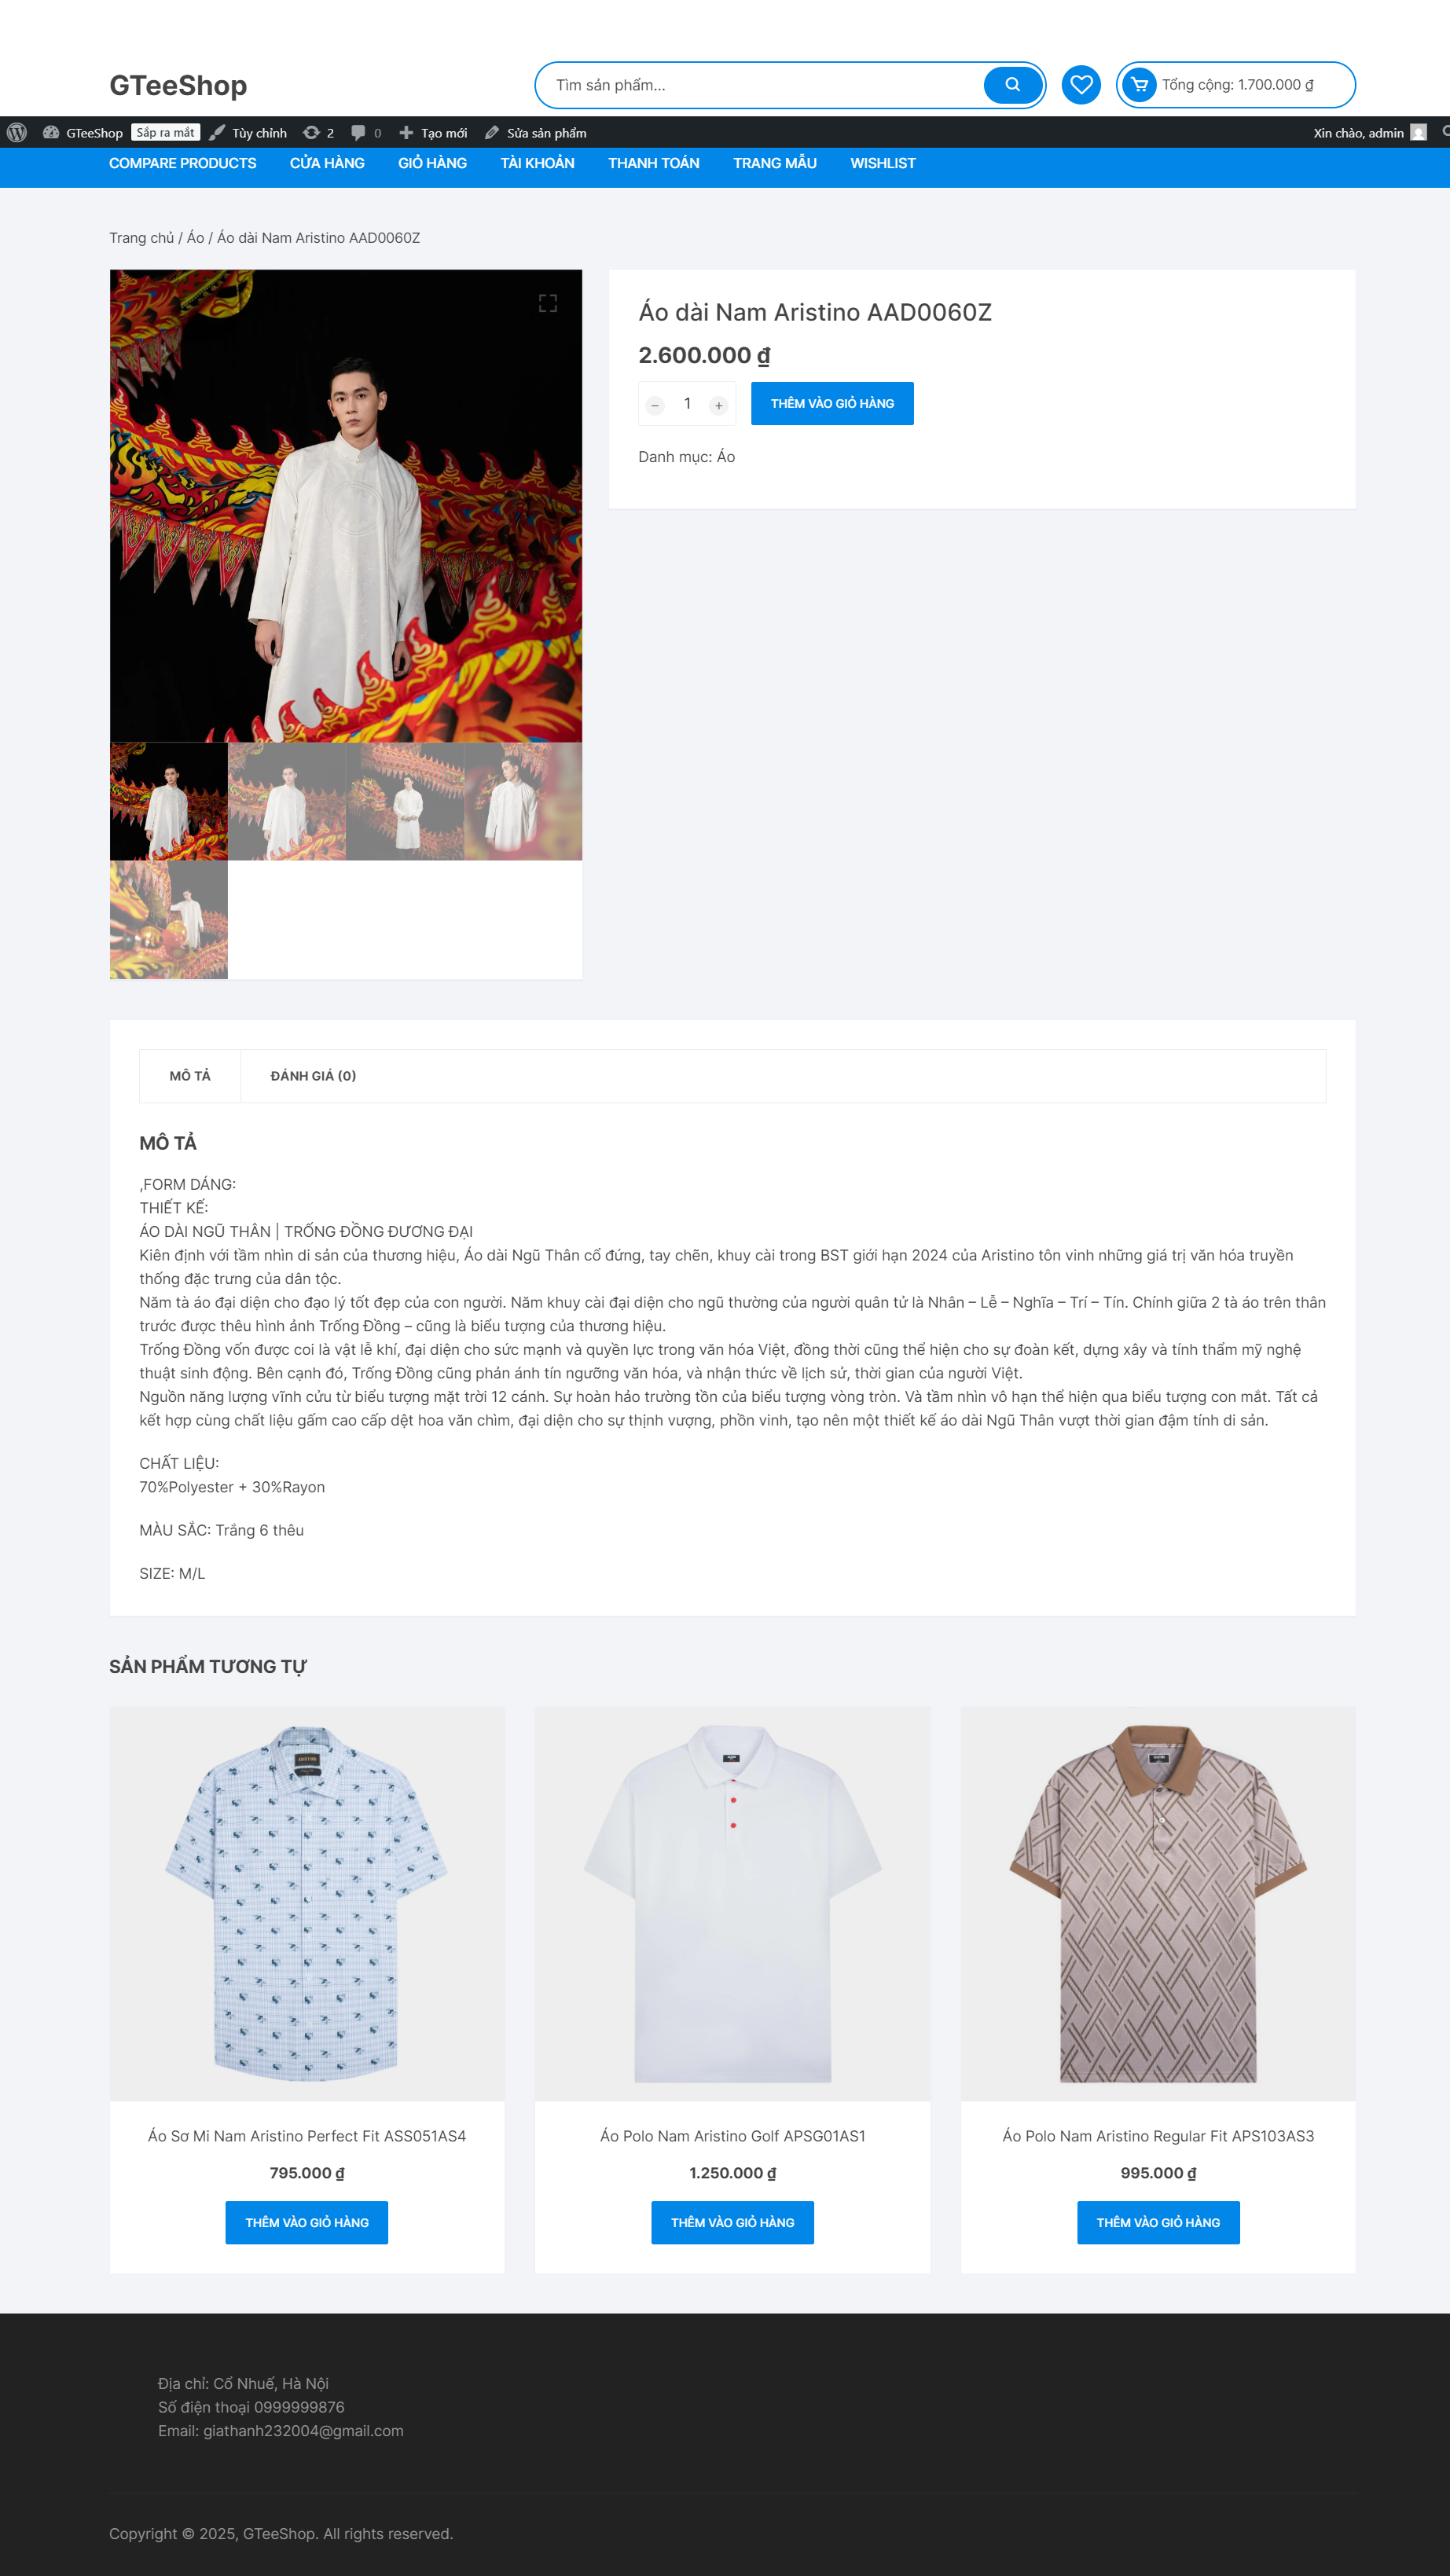 GTeeShop
Tìm sản phẩm...
Tổng cộng: 1.700.000 ₫
GTeeShop Sắp ra mắt Tùy chỉnh 2 0 Tạo mới Sửa sản phẩm Xin chào, admin
COMPARE PRODUCTS CỬA HÀNG GIỎ HÀNG TÀI KHOẢN THANH TOÁN TRANG MẪU WISHLIST
Trang chủ / Áo / Áo dài Nam Aristino AAD0060Z
Áo dài Nam Aristino AAD0060Z
2.600.000 ₫
− 1 + THÊM VÀO GIỎ HÀNG
Danh mục: Áo
MÔ TẢ ĐÁNH GIÁ (0)
MÔ TẢ
,FORM DÁNG:
THIẾT KẾ:
ÁO DÀI NGŨ THÂN | TRỐNG ĐỒNG ĐƯƠNG ĐẠI
Kiên định với tầm nhìn di sản của thương hiệu, Áo dài Ngũ Thân cổ đứng, tay chẽn, khuy cài trong BST giới hạn 2024 của Aristino tôn vinh những giá trị văn hóa truyền
thống đặc trưng của dân tộc.
Năm tà áo đại diện cho đạo lý tốt đẹp của con người. Năm khuy cài đại diện cho ngũ thường của người quân tử là Nhân – Lễ – Nghĩa – Trí – Tín. Chính giữa 2 tà áo trên thân
trước được thêu hình ảnh Trống Đồng – cũng là biểu tượng của thương hiệu.
Trống Đồng vốn được coi là vật lễ khí, đại diện cho sức mạnh và quyền lực trong văn hóa Việt, đồng thời cũng thể hiện cho sự đoàn kết, dựng xây và tính thẩm mỹ nghệ
thuật sinh động. Bên cạnh đó, Trống Đồng cũng phản ánh tín ngưỡng văn hóa, và nhận thức về lịch sử, thời gian của người Việt.
Nguồn năng lượng vĩnh cửu từ biểu tượng mặt trời 12 cánh. Sự hoàn hảo trường tồn của biểu tượng vòng tròn. Và tầm nhìn vô hạn thể hiện qua biểu tượng con mắt. Tất cả
kết hợp cùng chất liệu gấm cao cấp dệt hoa văn chìm, đại diện cho sự thịnh vượng, phồn vinh, tạo nên một thiết kế áo dài Ngũ Thân vượt thời gian đậm tính di sản.
CHẤT LIỆU:
70%Polyester + 30%Rayon
MÀU SẮC: Trắng 6 thêu
SIZE: M/L
SẢN PHẨM TƯƠNG TỰ
Áo Sơ Mi Nam Aristino Perfect Fit ASS051AS4
795.000 ₫
THÊM VÀO GIỎ HÀNG
Áo Polo Nam Aristino Golf APSG01AS1
1.250.000 ₫
THÊM VÀO GIỎ HÀNG
Áo Polo Nam Aristino Regular Fit APS103AS3
995.000 ₫
THÊM VÀO GIỎ HÀNG
Địa chỉ: Cổ Nhuế, Hà Nội
Số điện thoại 0999999876
Email: giathanh232004@gmail.com
Copyright © 2025, GTeeShop. All rights reserved.